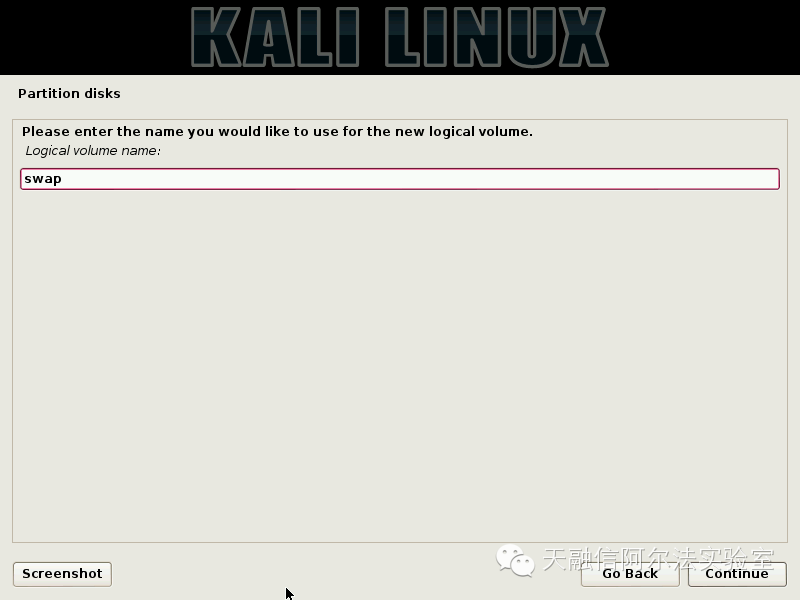 KALI LINUX
Partition disks
Please enter the name you would like to use for the new logical volume.
Logical volume name:
swap
天融信阿尔法实验室
Screenshot
Go Back
Continue